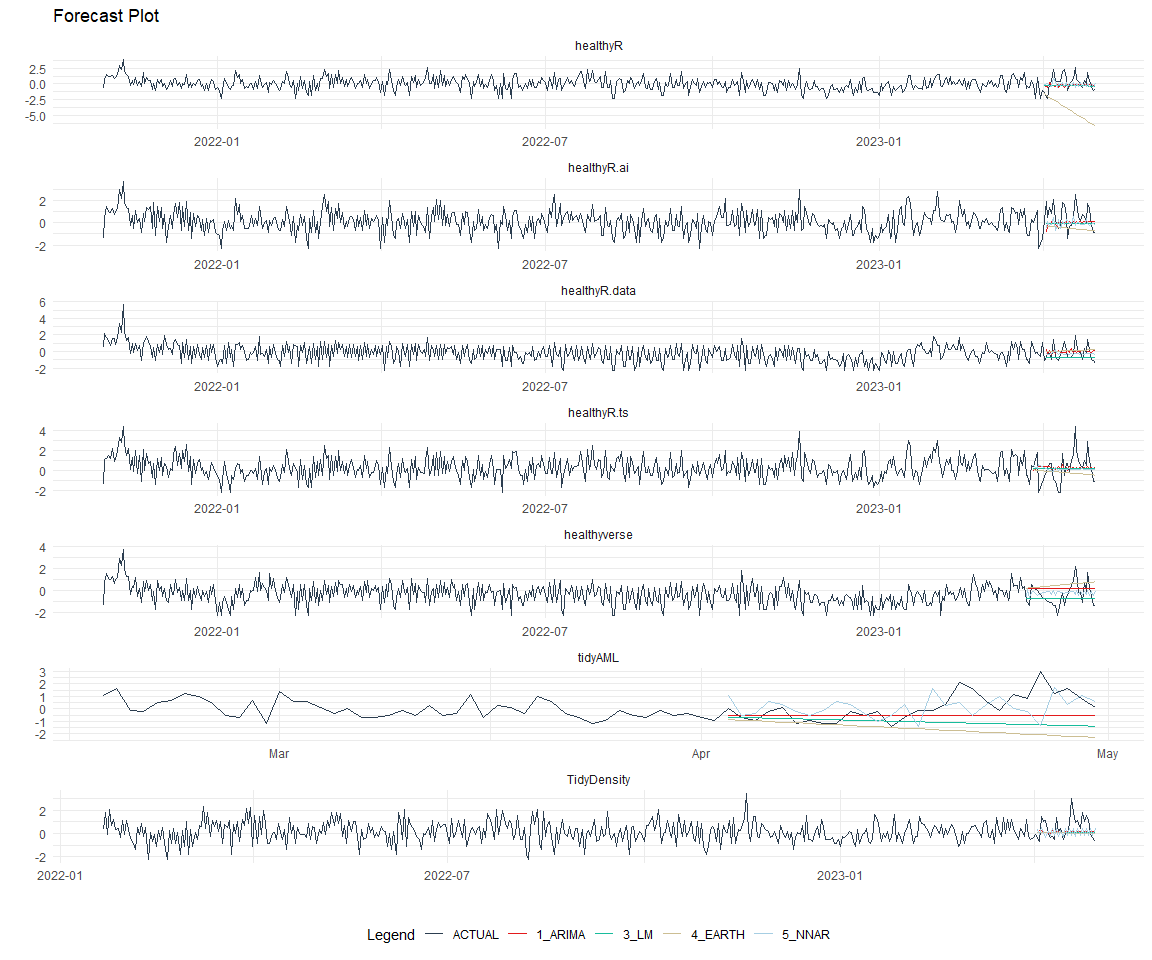 Forecast Plot
healthyR
2.5
0.0
-2.5
-5.0
2022-01 2022-07 2023-01
healthyR.ai
2
0
-2
2022-01 2022-07 2023-01
healthyR.data
6
4
2
0
-2
2022-01 2022-07 2023-01
healthyR.ts
4
2
0
-2
2022-01 2022-07 2023-01
healthyverse
4
2
0
-2
2022-01 2022-07 2023-01
tidyAML
3
2
1
0
-1
-2
Mar Apr May
TidyDensity
2
0
-2
2022-01 2022-07 2023-01
Legend ACTUAL 1_ARIMA 3_LM 4_EARTH 5_NNAR